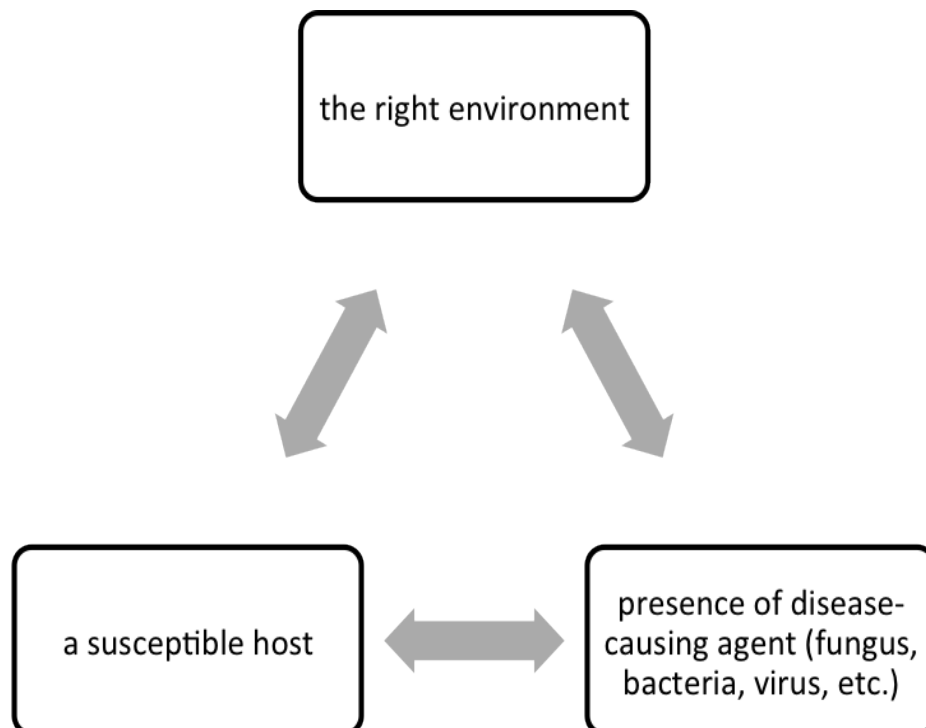 the right environment
a susceptible host
presence of disease-
causing agent (fungus,
bacteria, virus, etc.)